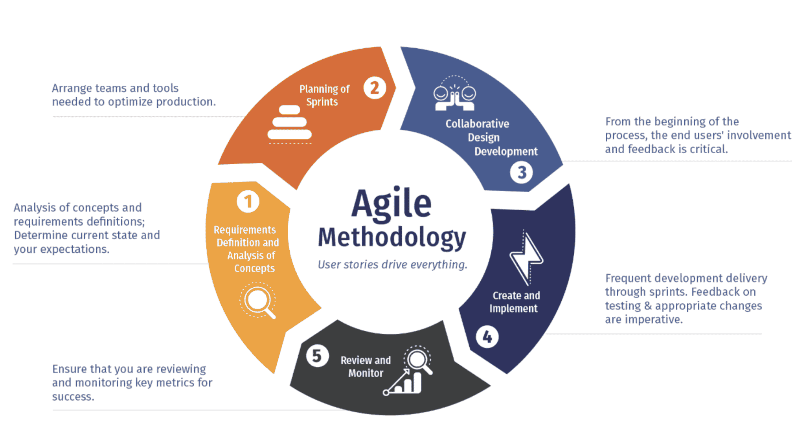 Agile
Methodology
User stories drive everything.
1
Requirements
Definition and
Analysis of
Concepts
Analysis of concepts and
requirements definitions;
Determine current state and
your expectations.
2
Planning of
Sprints
Arrange teams and tools
needed to optimize production.
Collaborative
Design
Development
3
From the beginning of the
process, the end users' involvement
and feedback is critical.
Create and
Implement
4
Frequent development delivery
through sprints. Feedback on
testing & appropriate changes
are imperative.
5
Review and
Monitor
Ensure that you are reviewing
and monitoring key metrics for
success.